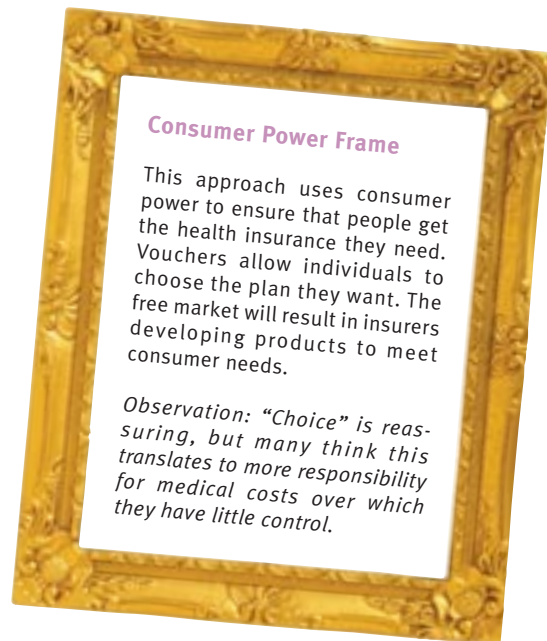 Consumer Power Frame
This approach uses consumer
power to ensure that people get
the health insurance they need.
Vouchers allow individuals to
choose the plan they want. The
free market will result in insurers
developing products to meet
consumer needs.
Observation: “Choice” is reas-
suring, but many think this
translates to more responsibility
for medical costs over which
they have little control.